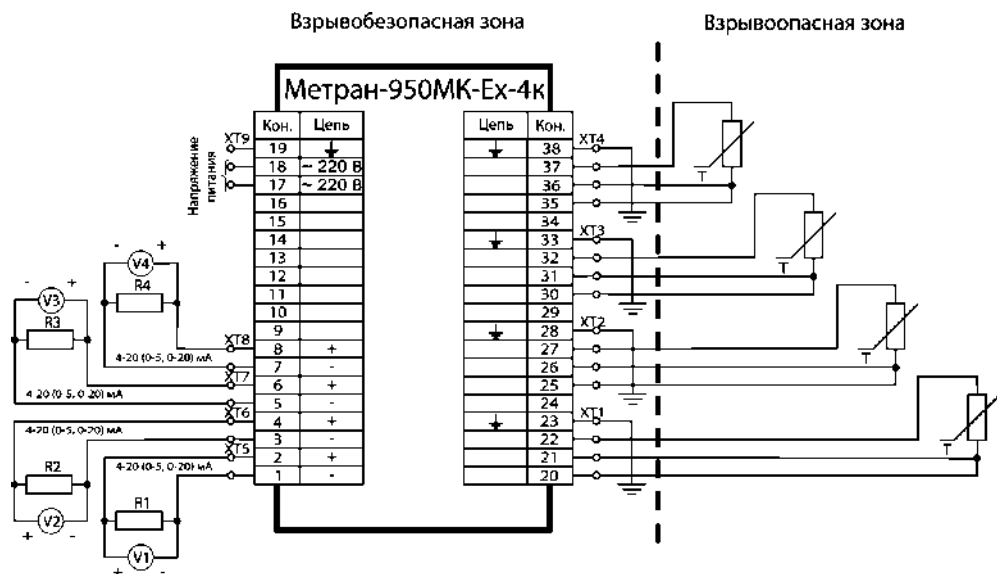 Взрывобезопасная зона
Взрывоопасная зона
Метран-950МК-Ех-4к
Кон. Цепь
Цепь Кон.
XT9
19
18 ~ 220 В
17 ~ 220 В
16
15
14
13
12
11
10
9
8 +
7 -
6 +
5 -
4 +
3 -
2 +
1 -
Напряжение
питания
38
37
36
35
34
33
32
31
30
29
28
27
26
25
24
23
22
21
20
XT4
XT3
XT2
XT1
T
T
T
T
- +
V4
R4
- +
V3
R3
XT8
4-20 (0-5, 0-20) мА
XT7
4-20 (0-5, 0-20) мА
XT6
4-20 (0-5, 0-20) мА
XT5
4-20 (0-5, 0-20) мА
R2
V2
+ -
R1
V1
+ -